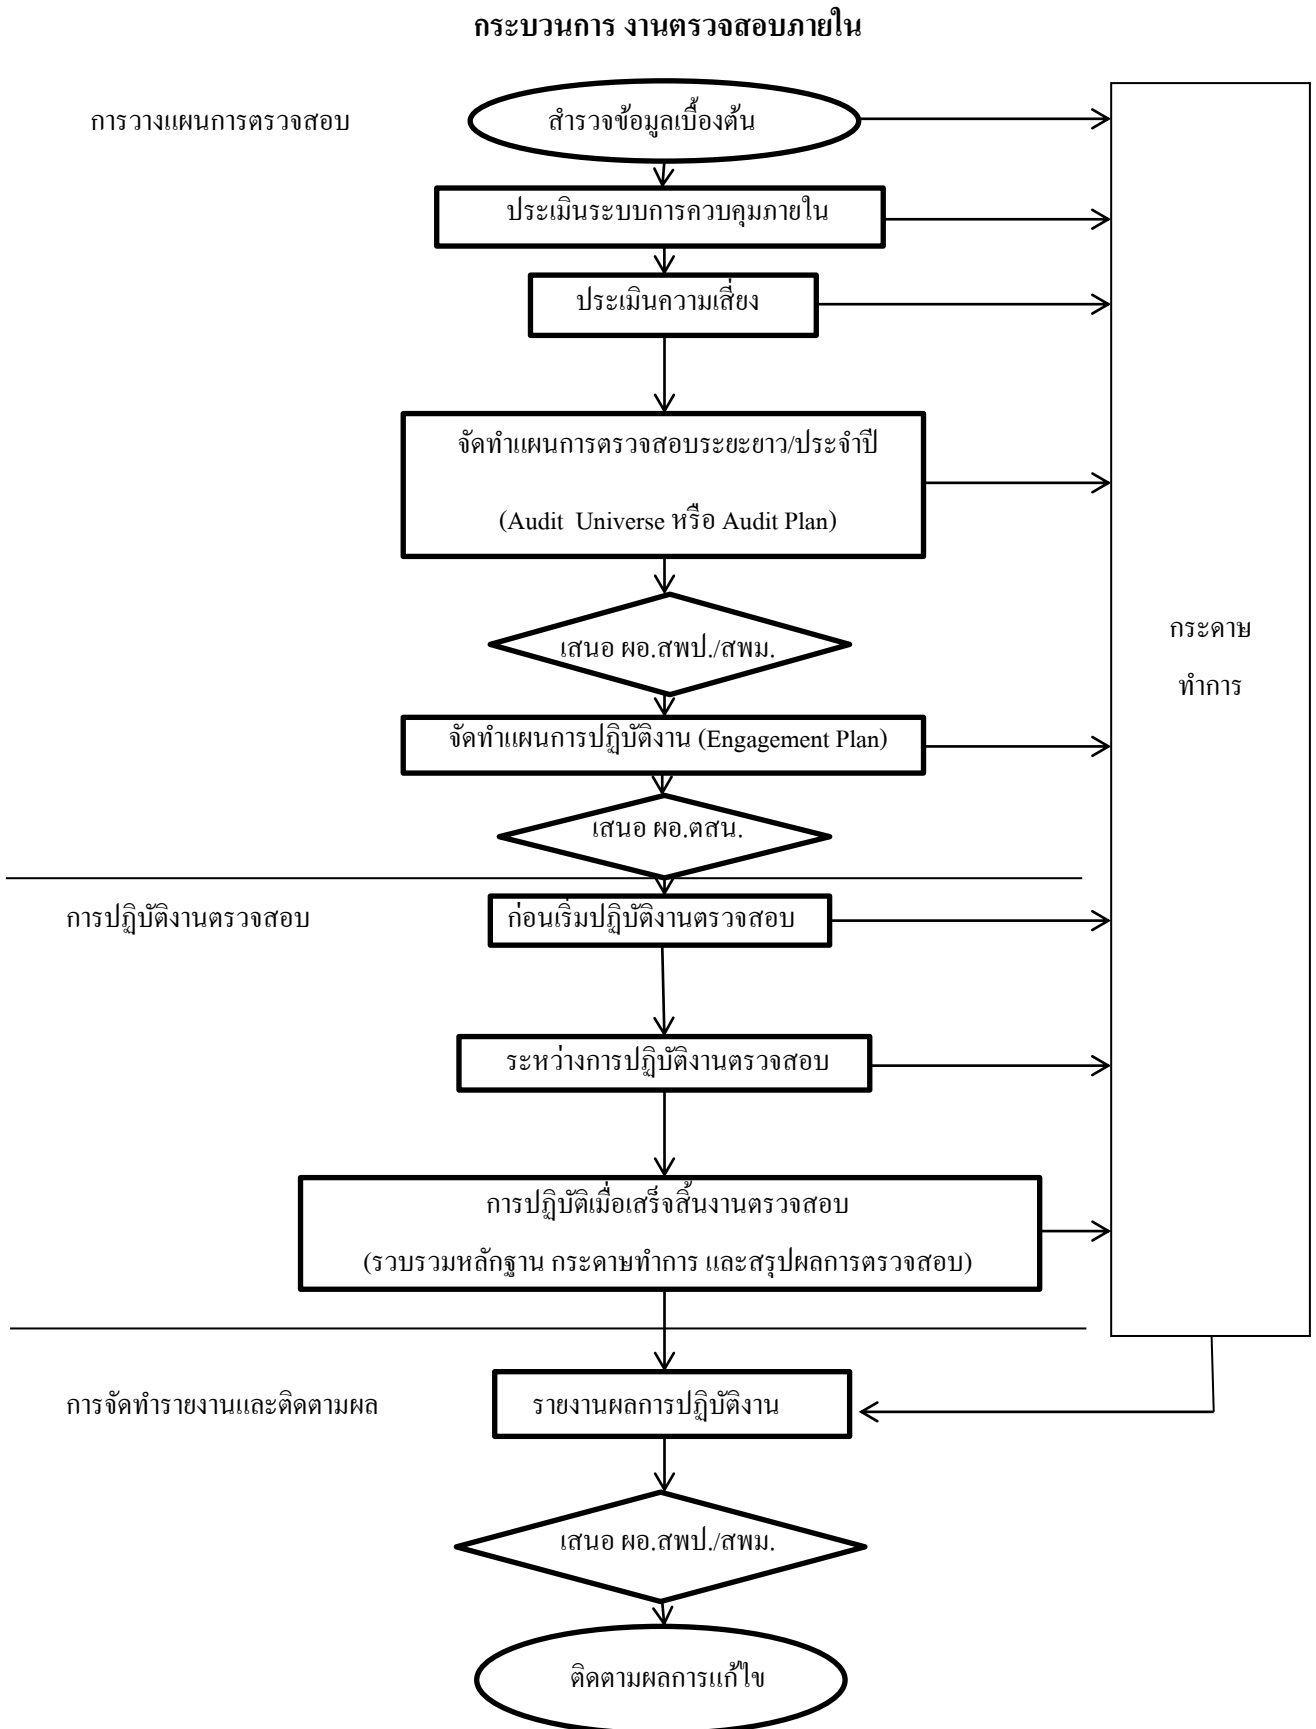 กระบวนการ งานตรวจสอบภายใน
การวางแผนการตรวจสอบ
สำรวจข้อมูลเบื้องต้น
ประเมินระบบการควบคุมภายใน
ประเมินความเสี่ยง
จัดทำแผนการตรวจสอบระยะยาว/ประจำปี
(Audit Universe หรือ Audit Plan)
เสนอ ผอ.สพป./สพม.
กระดาษ
ทำการ
จัดทำแผนการปฏิบัติงาน (Engagement Plan)
เสนอ ผอ.ตสน.
การปฏิบัติงานตรวจสอบ
ก่อนเริ่มปฏิบัติงานตรวจสอบ
ระหว่างการปฏิบัติงานตรวจสอบ
การปฏิบัติเมื่อเสร็จสิ้นงานตรวจสอบ
(รวบรวมหลักฐาน กระดาษทำการ และสรุปผลการตรวจสอบ)
การจัดทำรายงานและติดตามผล
รายงานผลการปฏิบัติงาน
เสนอ ผอ.สพป./สพม.
ติดตามผลการแก้ไข